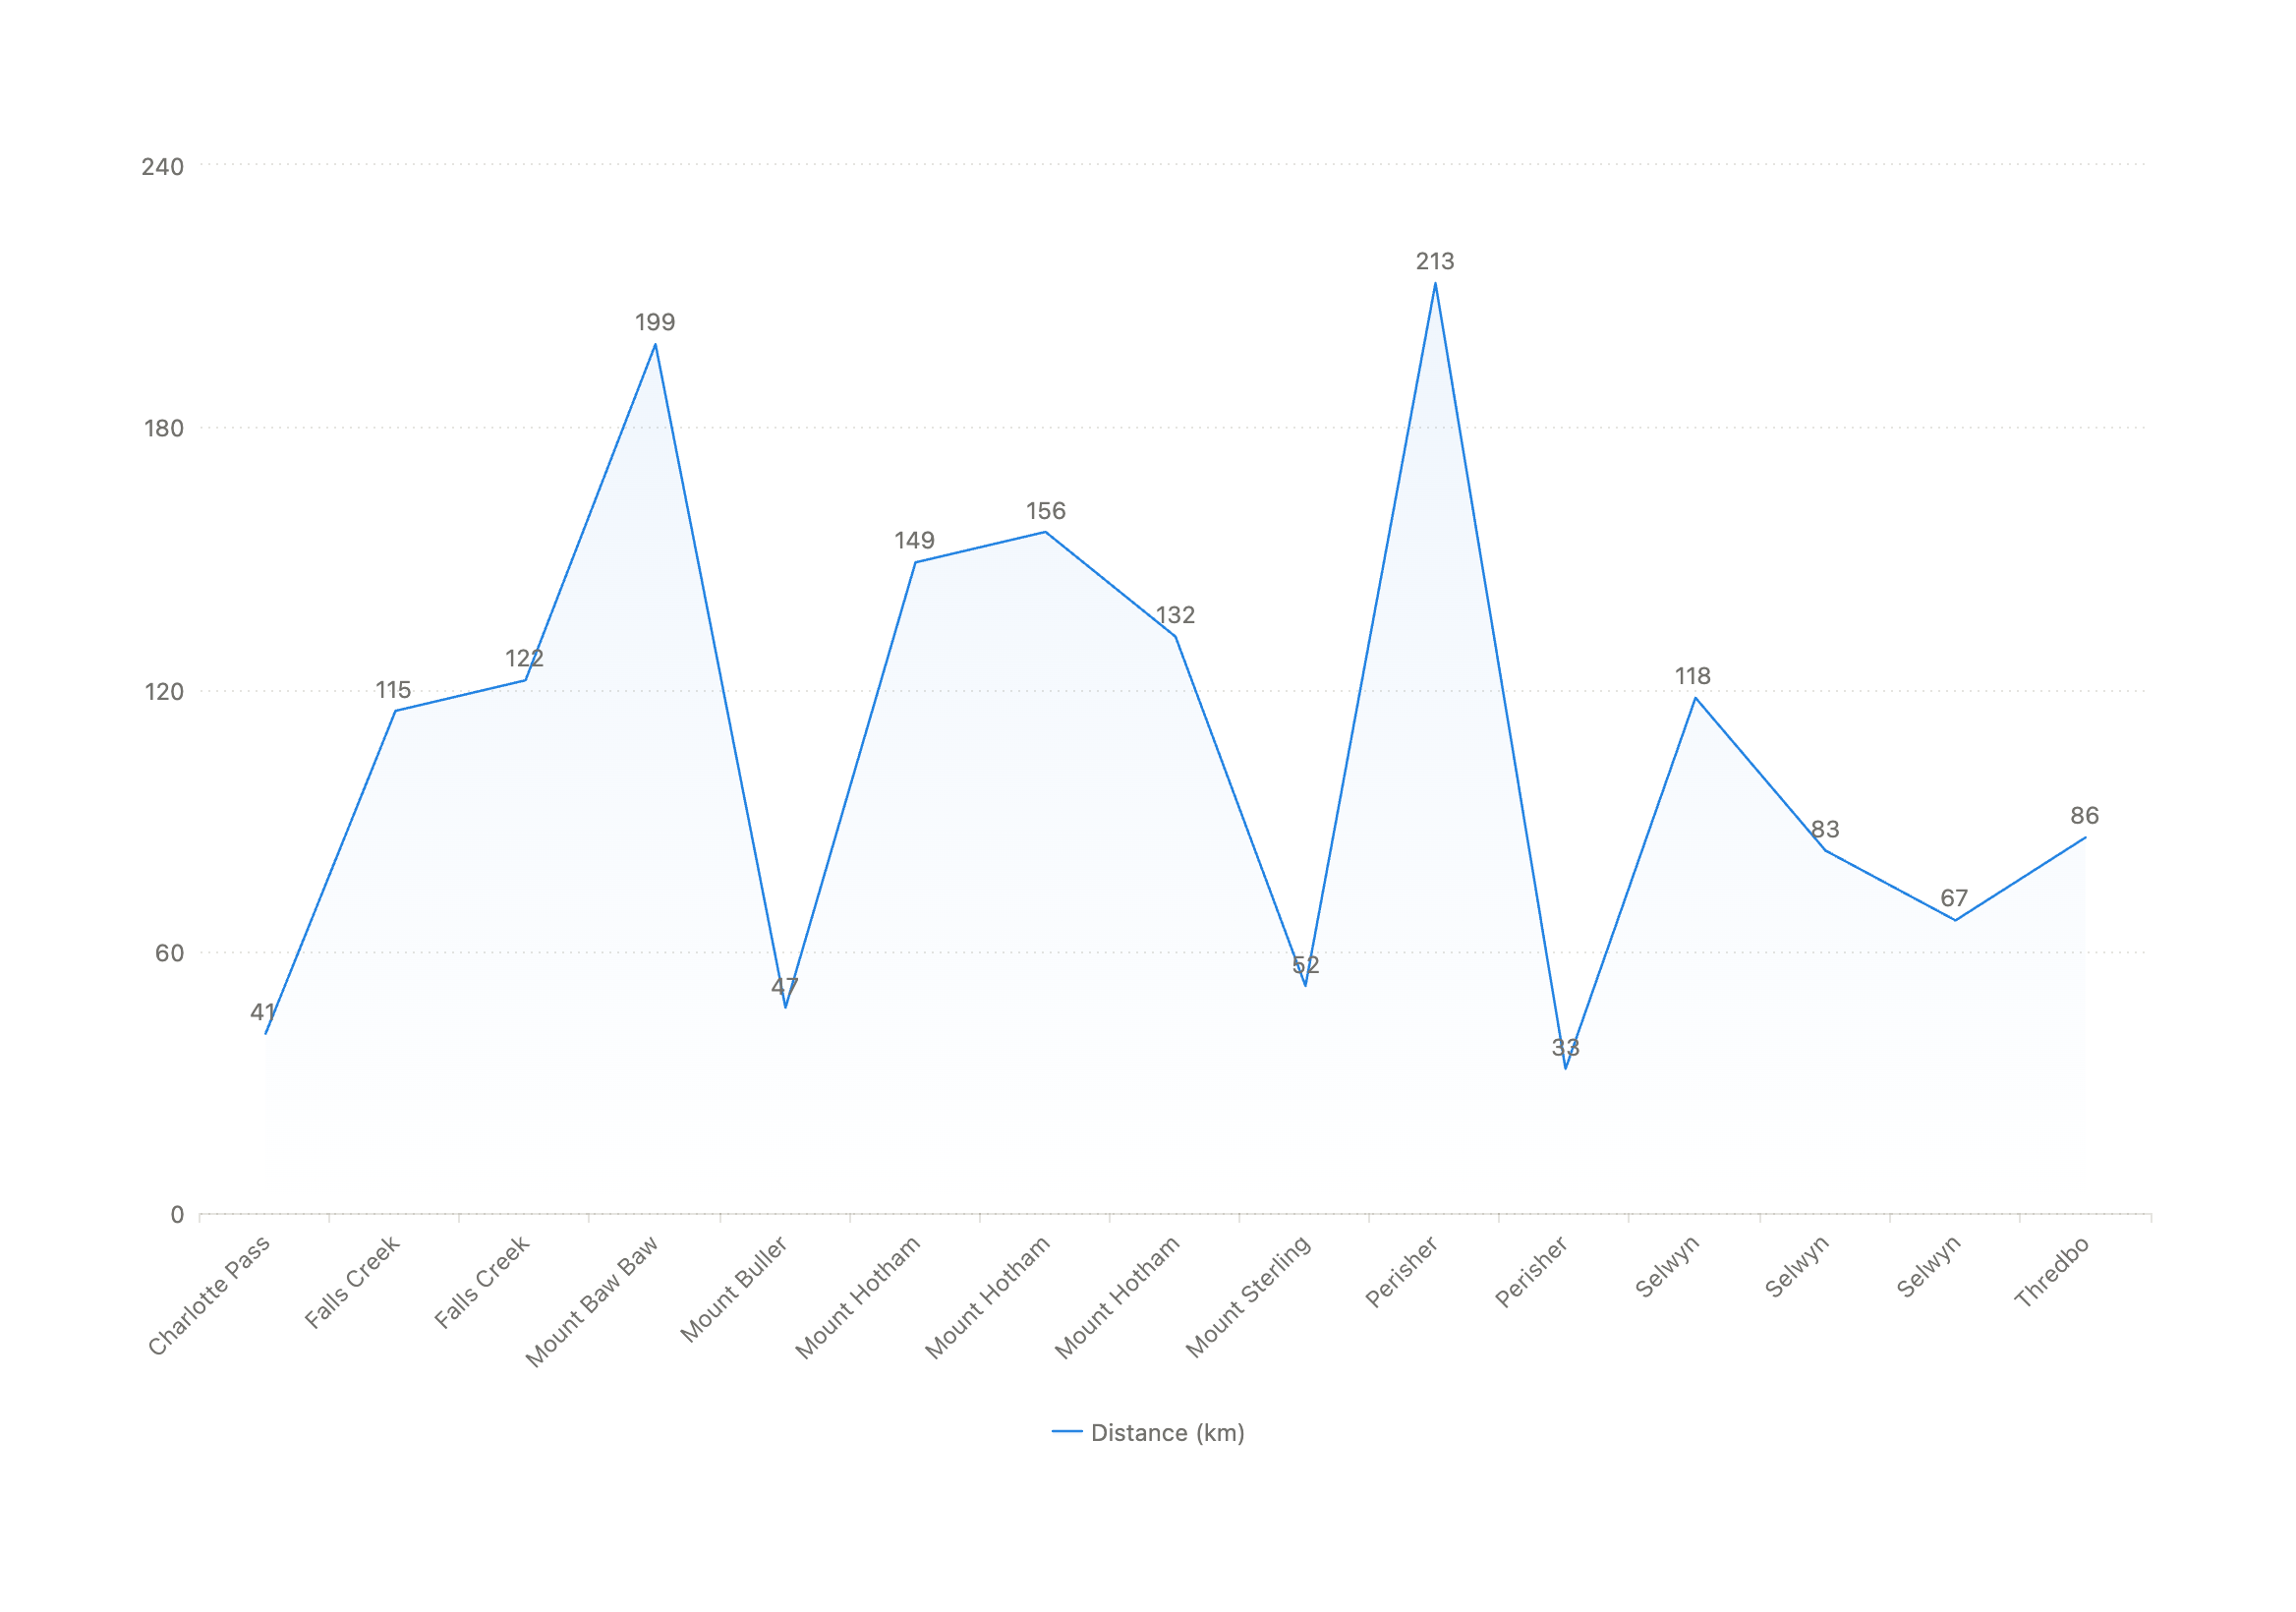 240
180
120
60
0
41
115
122
199
47
149
156
132
52
213
33
118
83
67
86
Charlotte Pass
Falls Creek
Falls Creek
Mount Baw Baw
Mount Buller
Mount Hotham
Mount Hotham
Mount Hotham
Mount Sterling
Perisher
Perisher
Selwyn
Selwyn
Selwyn
Thredbo
Distance (km)